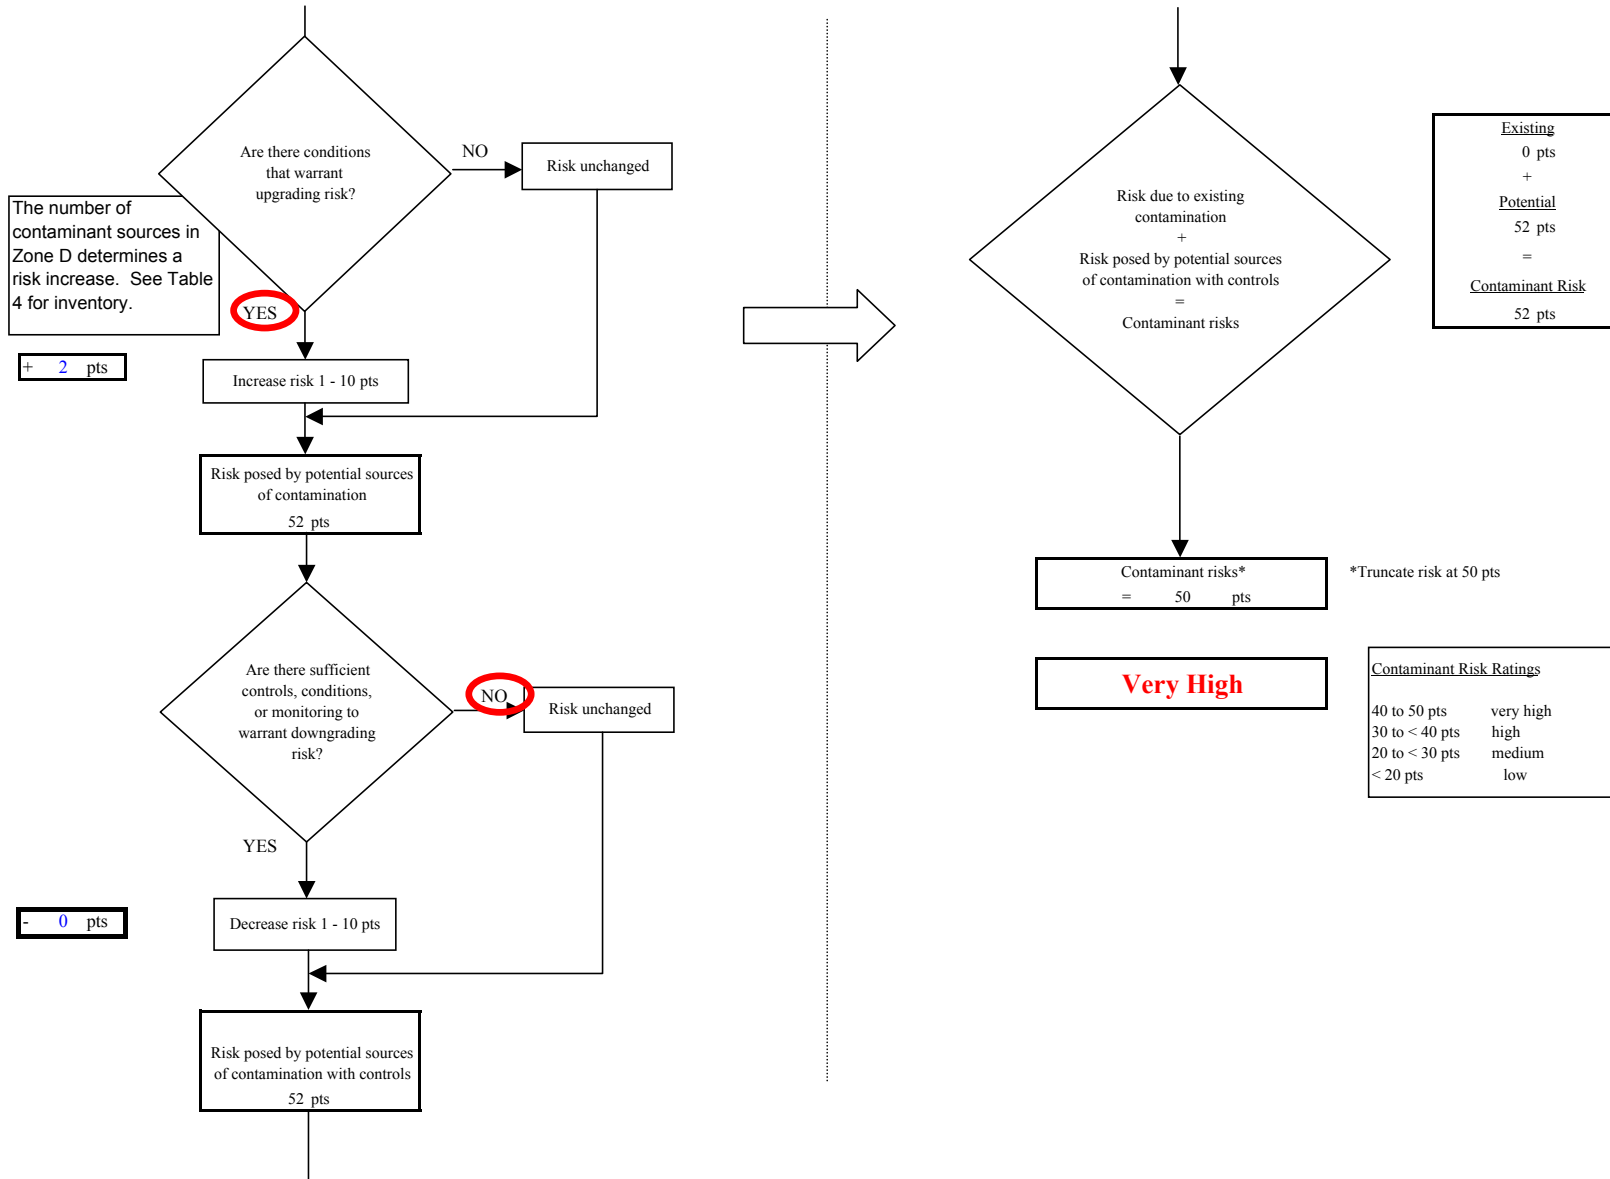 Are there conditions
that warrant
upgrading risk?
NO
Risk unchanged
The number of
contaminant sources in
Zone D determines a
risk increase.  See Table
4 for inventory.
YES
+ 2 pts
Increase risk 1 - 10 pts
Risk posed by potential sources
of contamination
52 pts
Are there sufficient
controls, conditions,
or monitoring to
warrant downgrading
risk?
NO
Risk unchanged
YES
- 0 pts
Decrease risk 1 - 10 pts
Risk posed by potential sources
of contamination with controls
52 pts
Risk due to existing
contamination
+
Risk posed by potential sources
of contamination with controls
=
Contaminant risks
Existing
0 pts
+
Potential
52 pts
=
Contaminant Risk
52 pts
Contaminant risks*
= 50 pts
*Truncate risk at 50 pts
Very High
Contaminant Risk Ratings
40 to 50 pts very high
30 to < 40 pts high
20 to < 30 pts medium
< 20 pts low